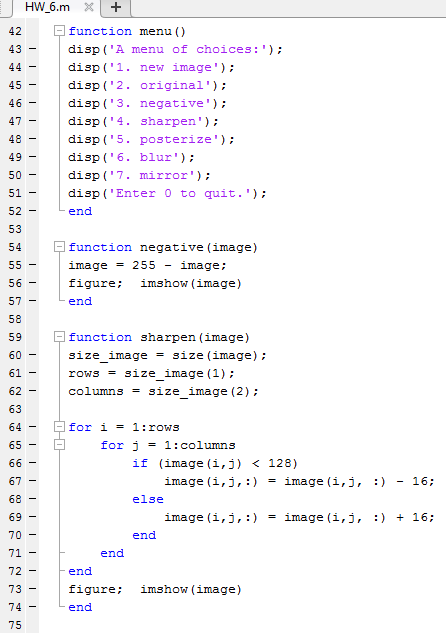 HW_6.m
42 function menu()
43 disp('A menu of choices:');
44 disp('1. new image');
45 disp('2. original');
46 disp('3. negative');
47 disp('4. sharpen');
48 disp('5. posterize');
49 disp('6. blur');
50 disp('7. mirror');
51 disp('Enter 0 to quit.');
52 end
53
54 function negative(image)
55 image = 255 - image;
56 figure;  imshow(image)
57 end
58
59 function sharpen(image)
60 size_image = size(image);
61 rows = size_image(1);
62 columns = size_image(2);
63
64 for i = 1:rows
65     for j = 1:columns
66         if (image(i,j) < 128)
67             image(i,j,:) = image(i,j, :) - 16;
68         else
69             image(i,j,:) = image(i,j, :) + 16;
70         end
71     end
72 end
73 figure;  imshow(image)
74 end
75